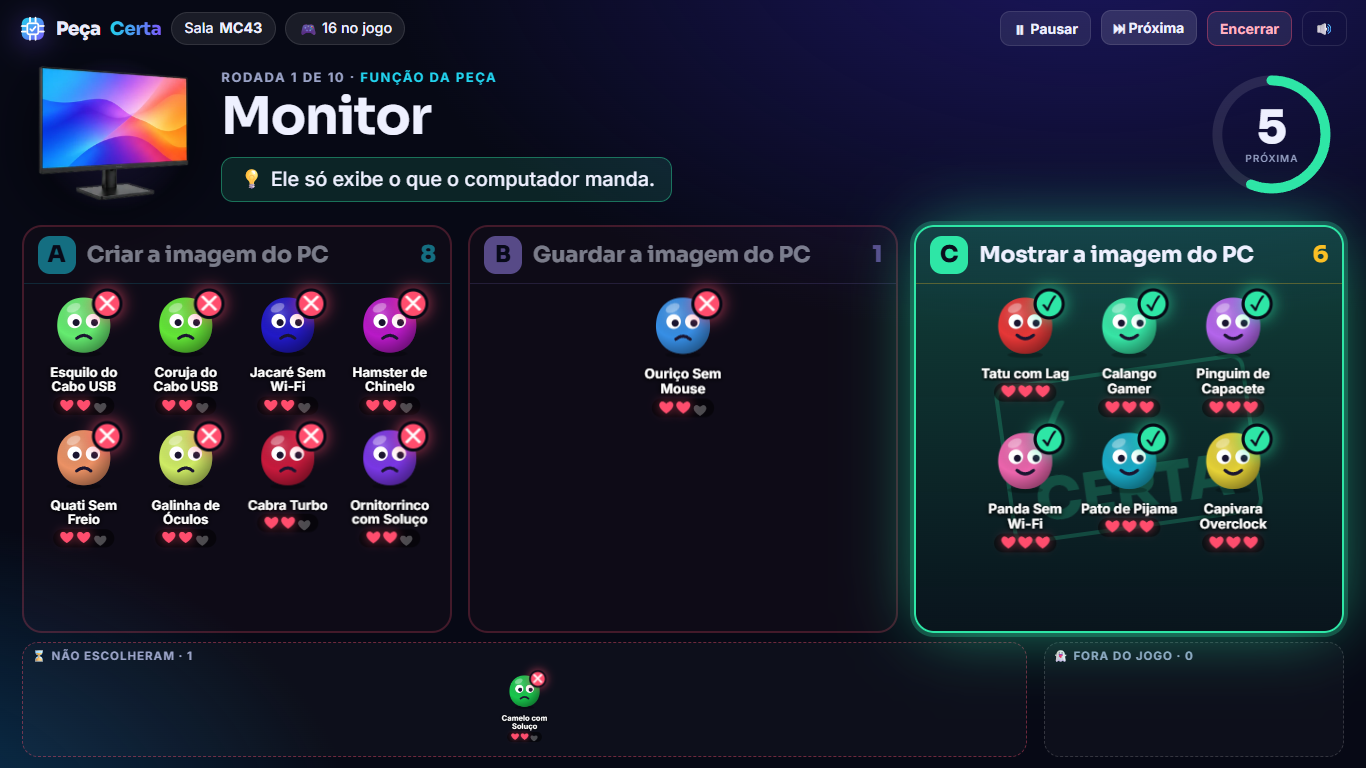 Peça Certa
Sala MC43
16 no jogo
Pausar
Próxima
Encerrar
RODADA 1 DE 10 · FUNÇÃO DA PEÇA
Monitor
Ele só exibe o que o computador manda.
5
PRÓXIMA
A Criar a imagem do PC 8
Esquilo do
Cabo USB
Coruja do
Cabo USB
Jacaré Sem
Wi-Fi
Hamster de
Chinelo
Quati Sem
Freio
Galinha de
Óculos
Cabra Turbo
Ornitorrinco
com Soluço
B Guardar a imagem do PC 1
Ouriço Sem
Mouse
C Mostrar a imagem do PC 6
Tatu com Lag
Calango
Gamer
Pinguim de
Capacete
Panda Sem
Wi-Fi
Pato de Pijama
Capivara
Overclock
CERTA
NÃO ESCOLHERAM · 1
Camelo com
Soluço
FORA DO JOGO · 0